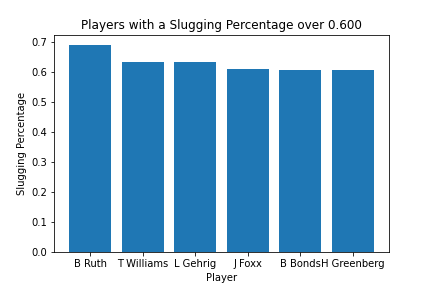 Players with a Slugging Percentage over 0.600
0.7
0.6
0.5
0.4
0.3
0.2
0.1
0.0
Slugging Percentage
B Ruth T Williams L Gehrig J Foxx B Bonds H Greenberg
Player